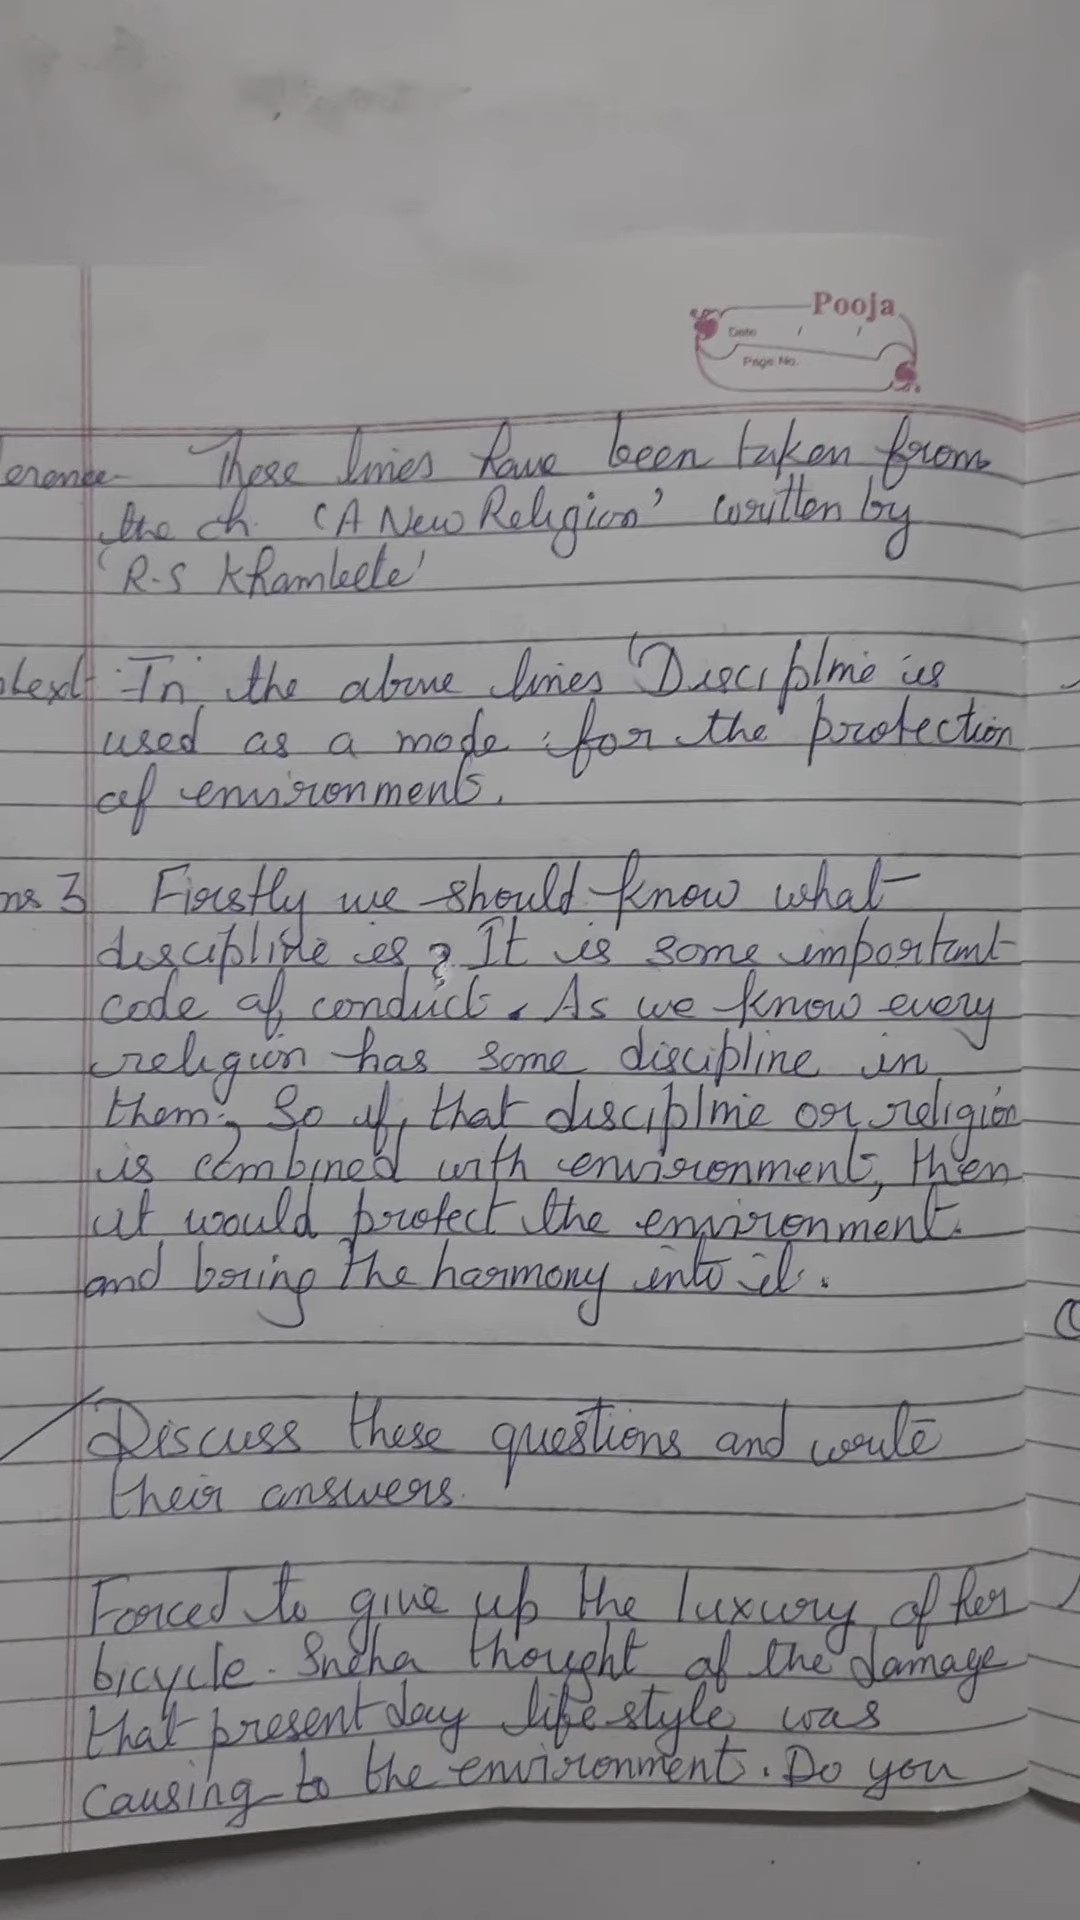 Pooja
Date / /
Page No.
erence- These lines have been taken from
the ch. 'A New Religion' written by
'R.S
text :- In the above lines 'Discipline is
used as a mode for the protection
of environment.
ns 3 Firstly we should know what
discipline is? It is some important
code of conduct. As we know every
religion has some discipline in
them. So if, that discipline or religion
is combined with environment, then
it would protect the environment.
and bring the harmony into it.
Discuss these questions and write
their answers.
Forced to give up the luxury of her
bicycle. Sneha thought of the damage
that present day life style was
causing to the environment. Do you